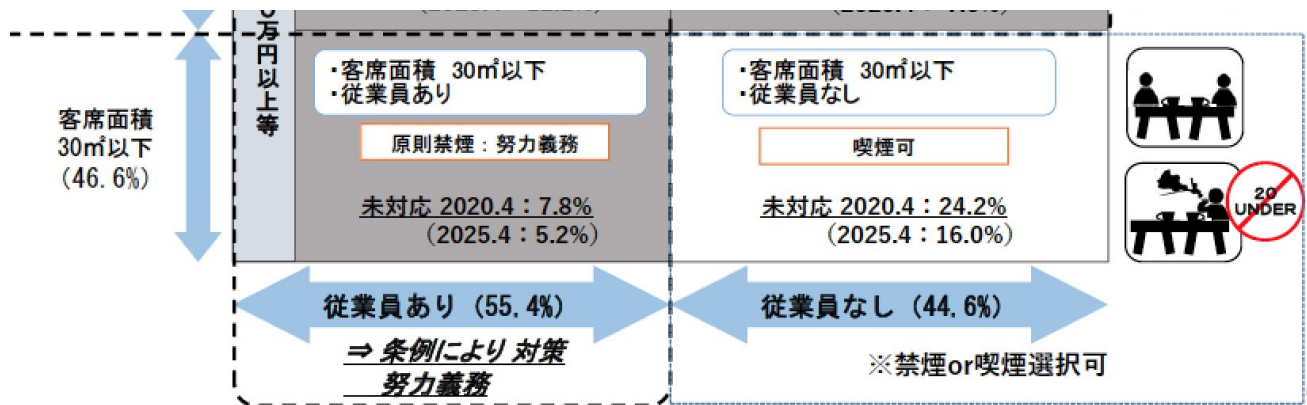 万円以上等
・客席面積 30㎡以下
・従業員あり
原則禁煙：努力義務
未対応 2020.4：7.8%
（2025.4：5.2%）
・客席面積 30㎡以下
・従業員なし
喫煙可
未対応 2020.4：24.2%
（2025.4：16.0%）
客席面積
30㎡以下
(46.6%)
20
UNDER
従業員あり (55.4%)
従業員なし (44.6%)
⇒ 条例により 対策
努力義務
※禁煙or喫煙選択可